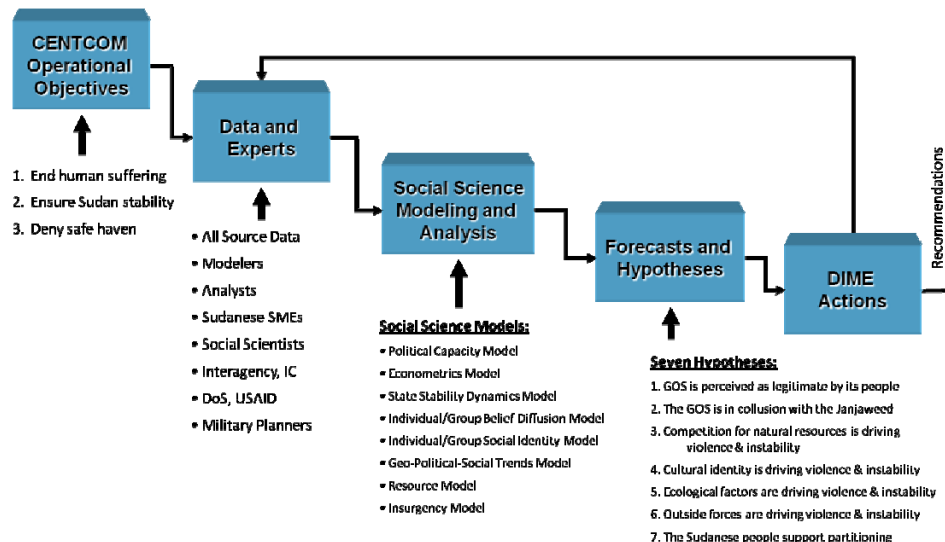 CENTCOM
Operational
Objectives
1. End human suffering
2. Ensure Sudan stability
3. Deny safe haven
Data and
Experts
• All Source Data
• Modelers
• Analysts
• Sudanese SMEs
• Social Scientists
• Interagency, IC
• DoS, USAID
• Military Planners
Social Science
Modeling and
Analysis
Social Science Models:
• Political Capacity Model
• Econometrics Model
• State Stability Dynamics Model
• Individual/Group Belief Diffusion Model
• Individual/Group Social Identity Model
• Geo-Political-Social Trends Model
• Resource Model
• Insurgency Model
Forecasts and
Hypotheses
Seven Hypotheses:
1. GOS is perceived as legitimate by its people
2. The GOS is in collusion with the Janjaweed
3. Competition for natural resources is driving
violence & instability
4. Cultural identity is driving violence & instability
5. Ecological factors are driving violence & instability
6. Outside forces are driving violence & instability
7. The Sudanese people support partitioning
DIME
Actions
Recommendations